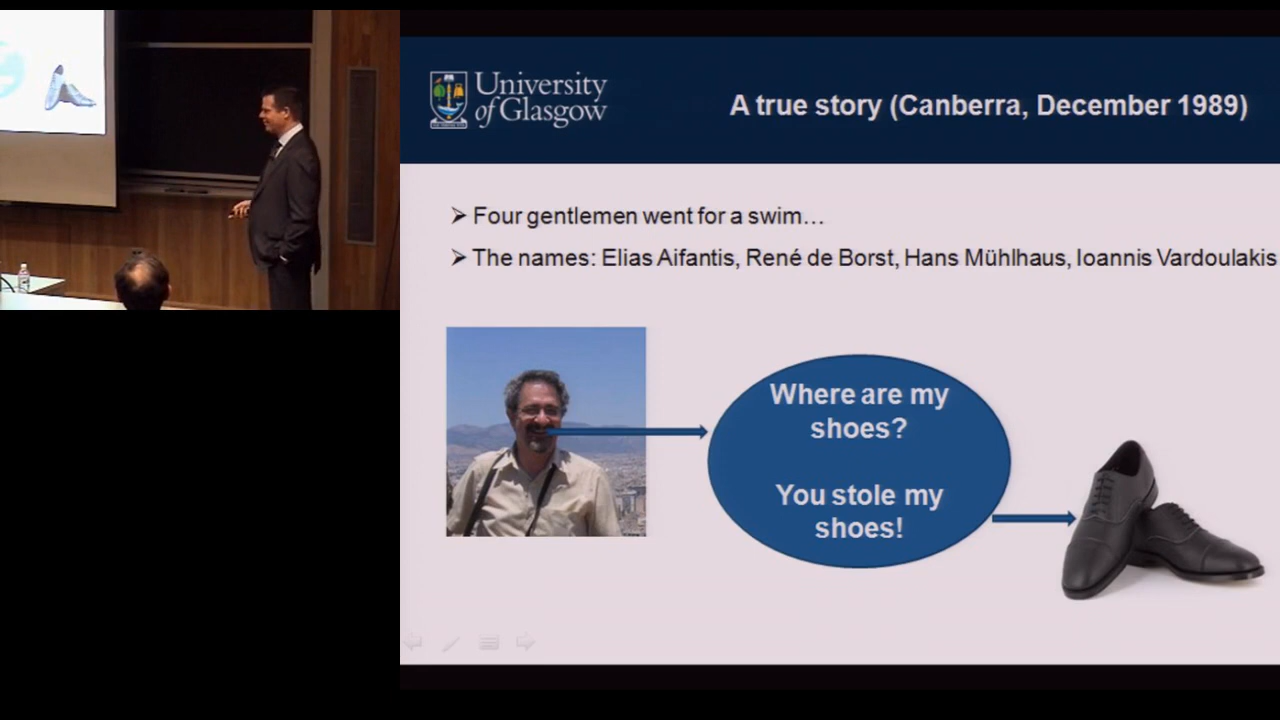 University
of Glasgow
A true story (Canberra, December 1989)
➢ Four gentlemen went for a swim…
➢ The names: Elias Aifantis, René de Borst, Hans Mühlhaus, Ioannis Vardoulakis
Where are my
shoes?
You stole my
shoes!